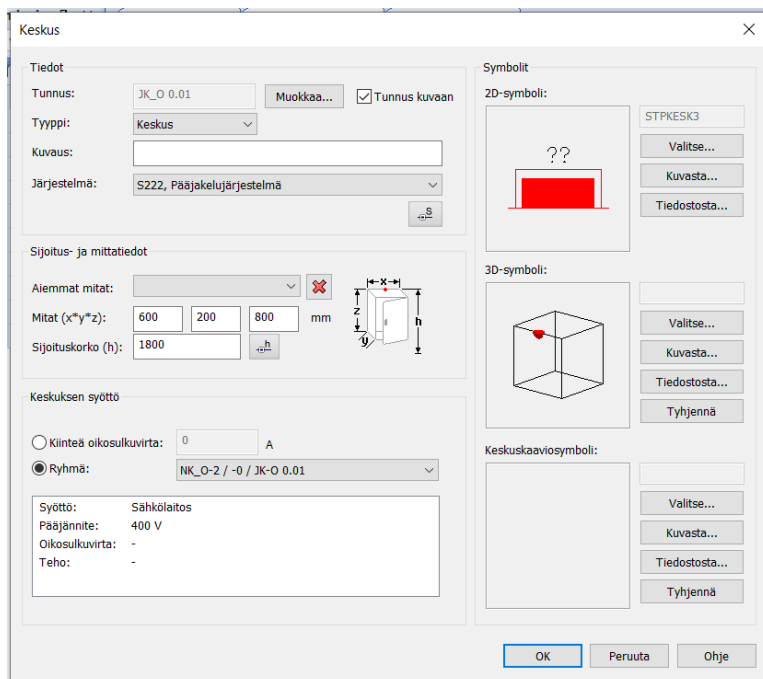 Keskus
Tiedot
Tunnus:
JK_O 0.01
Muokkaa...
Tunnus kuvaan
Tyyppi:
Keskus
Kuvaus:
Järjestelmä:
S222, Pääjakelujärjestelmä
S
Sijoitus- ja mittatiedot
Aiemmat mitat:
Mitat (x*y*z):
600
200
800
mm
Sijoituskorko (h):
1800
h
x
z
y
h
Keskuksen syöttö
Kiinteä oikosulkuvirta:
0
A
Ryhmä:
NK_O-2 / -0 / JK-O 0.01
Syöttö: Sähkölaitos
Pääjännite: 400 V
Oikosulkuvirta: -
Teho: -
Symbolit
2D-symboli:
??
STPKESK3
Valitse...
Kuvasta...
Tiedostosta...
3D-symboli:
Valitse...
Kuvasta...
Tiedostosta...
Tyhjennä
Keskuskaaviosymboli:
Valitse...
Kuvasta...
Tiedostosta...
Tyhjennä
OK
Peruuta
Ohje